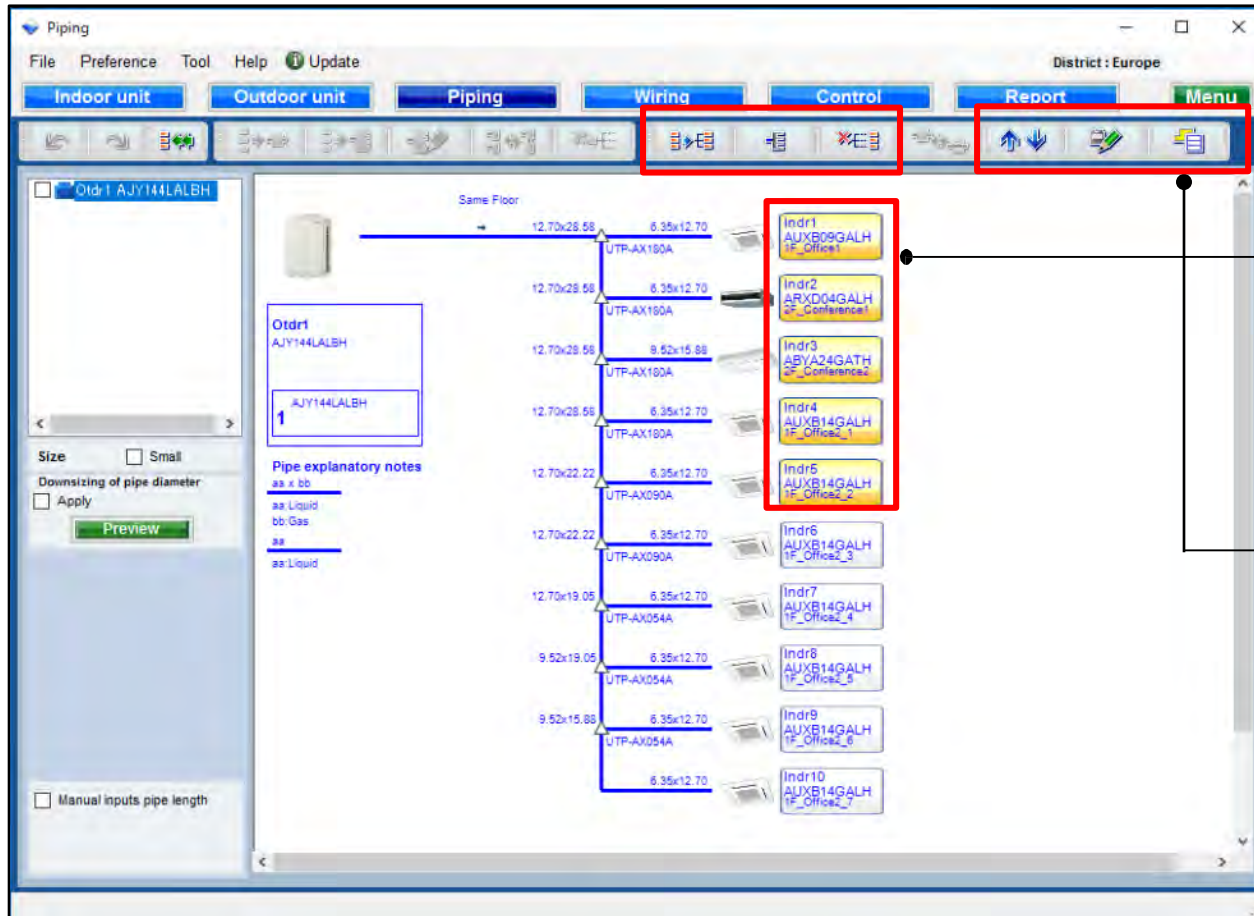 Piping
File Preference Tool Help Update
District : Europe
Indoor unit Outdoor unit Piping Wiring Control Report Menu
Otdr1 AJY144LALBH
Size Small
Downsizing of pipe diameter
Apply
Preview
Manual inputs pipe length
Same Floor
Otdr1
AJY144LALBH
AJY144LALBH
1
Pipe explanatory notes
aa x bb
aa:Liquid
bb:Gas
aa
aa:Liquid
12.70x28.58 6.35x12.70
UTP-AX180A
Indr1
AUXB09GALH
1F_Office1
12.70x28.58 6.35x12.70
UTP-AX180A
Indr2
ARXD04GALH
2F_Conference1
12.70x28.58 9.52x15.88
UTP-AX180A
Indr3
ABYA24GATH
2F_Conference2
12.70x28.58 6.35x12.70
UTP-AX180A
Indr4
AUXB14GALH
1F_Office2_1
12.70x22.22 6.35x12.70
UTP-AX090A
Indr5
AUXB14GALH
1F_Office2_2
12.70x22.22 6.35x12.70
UTP-AX090A
Indr6
AUXB14GALH
1F_Office2_3
12.70x19.05 6.35x12.70
UTP-AX054A
Indr7
AUXB14GALH
1F_Office2_4
9.52x19.05 6.35x12.70
UTP-AX054A
Indr8
AUXB14GALH
1F_Office2_5
9.52x15.88 6.35x12.70
UTP-AX054A
Indr9
AUXB14GALH
1F_Office2_6
6.35x12.70
Indr10
AUXB14GALH
1F_Office2_7